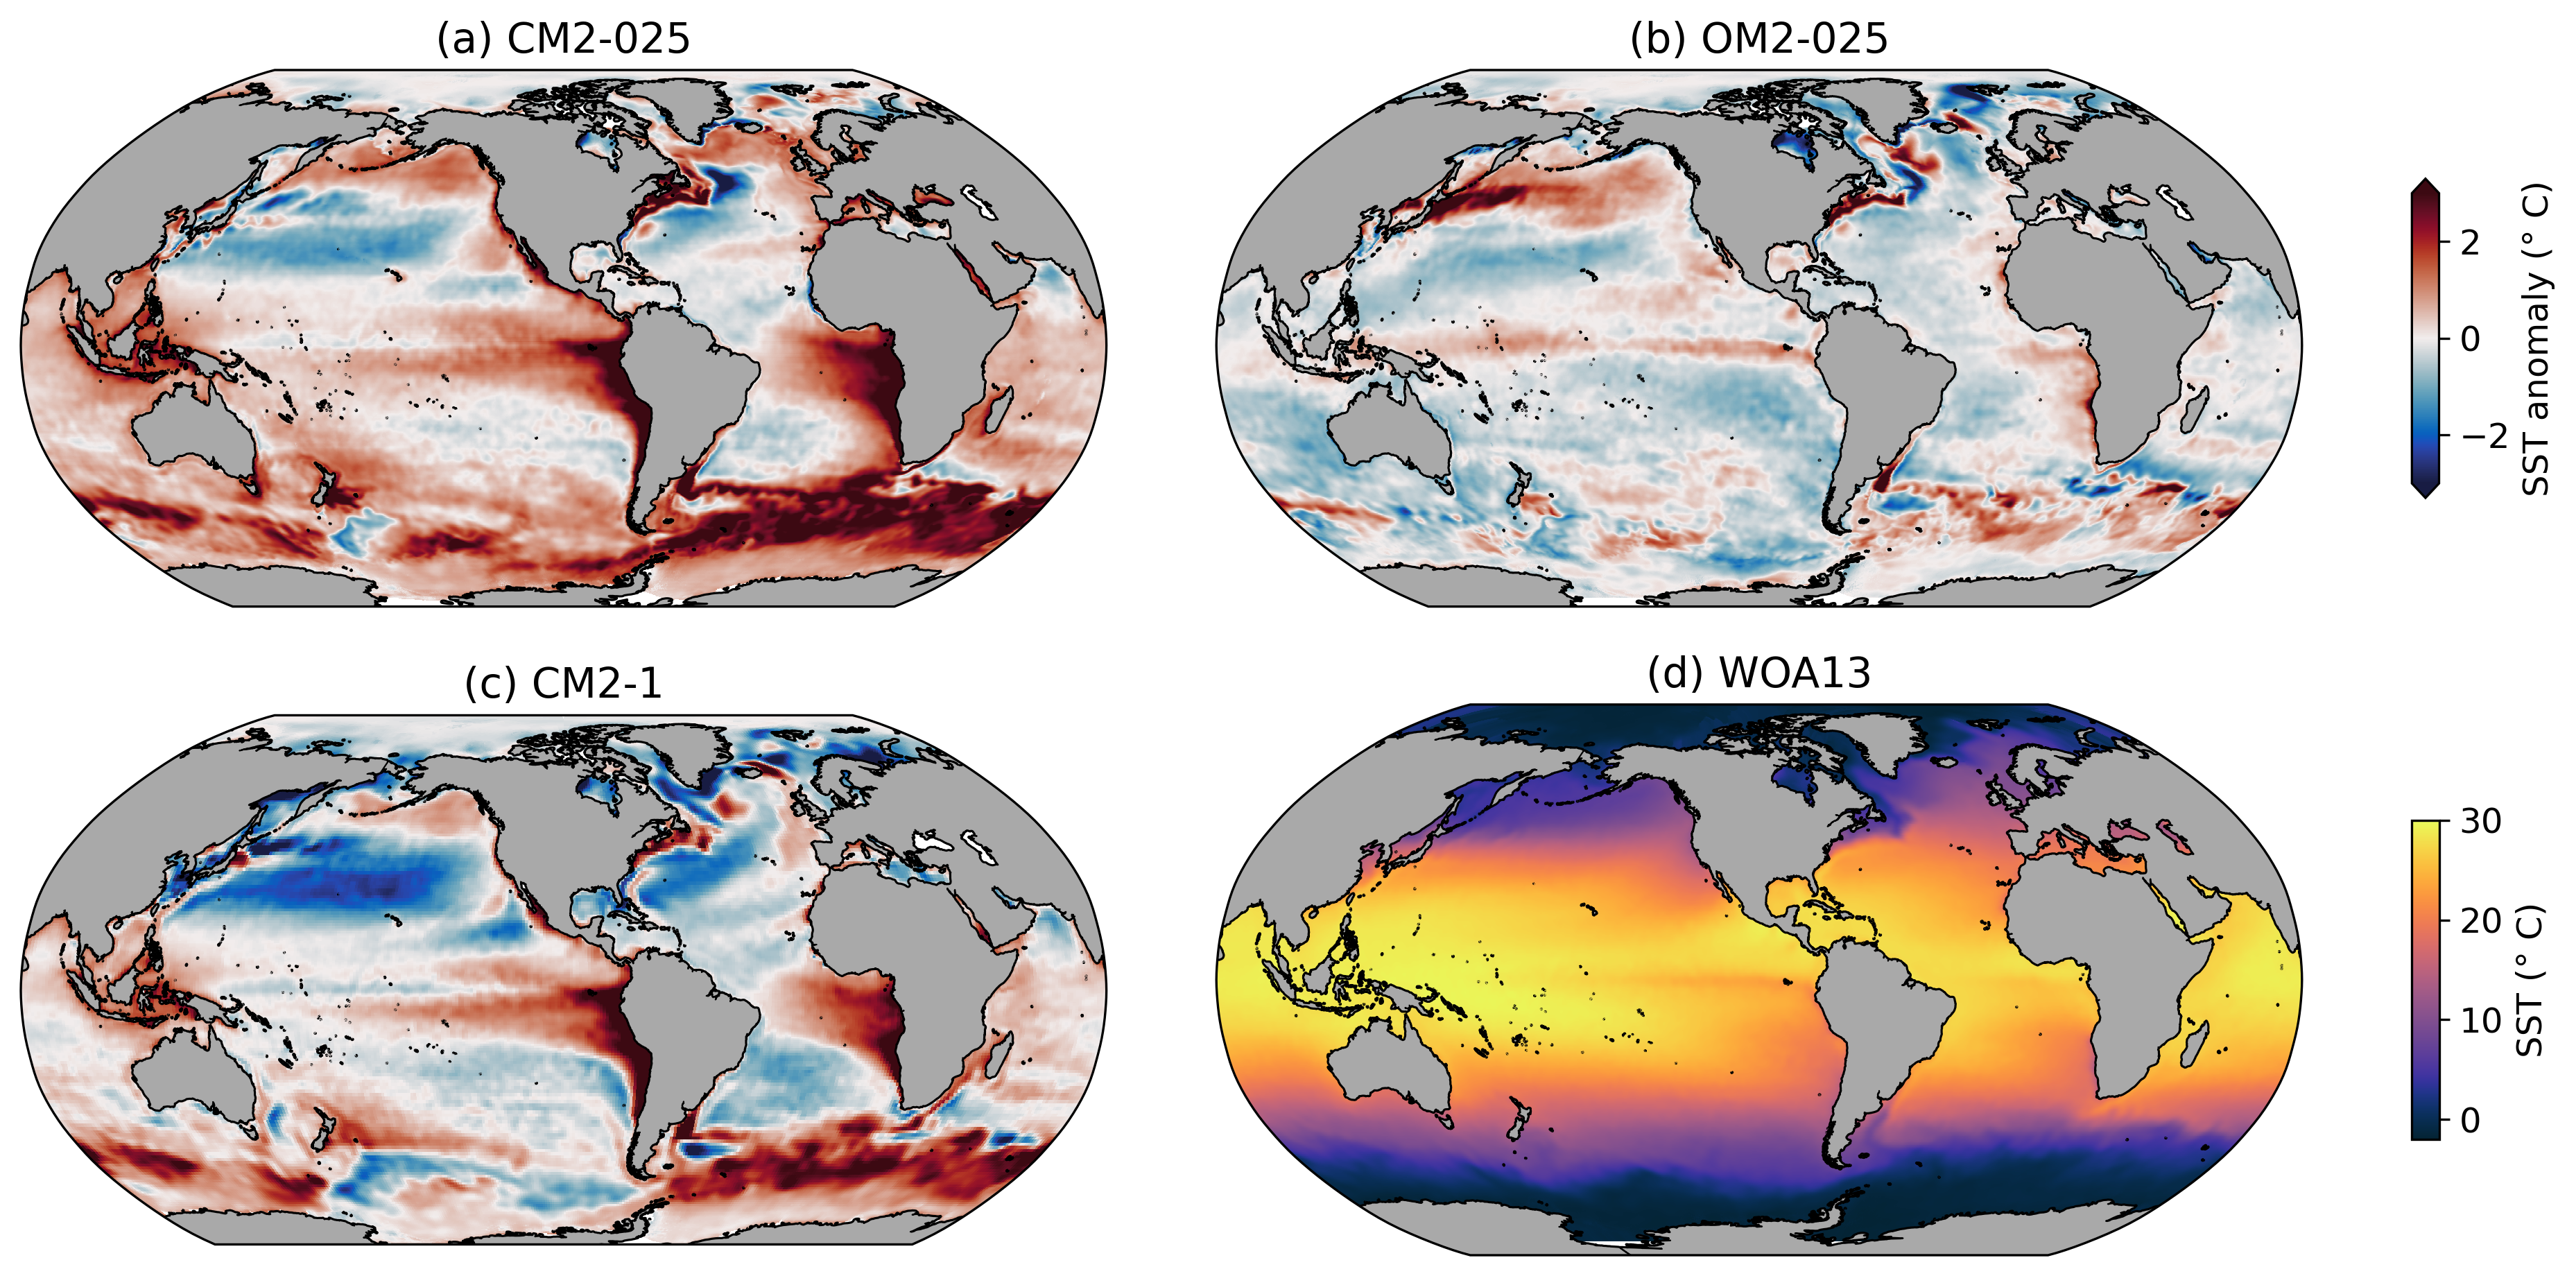 (a) CM2-025
(b) OM2-025
2
0
−2
SST anomaly (° C)
(c) CM2-1
(d) WOA13
30
20
10
0
SST (° C)